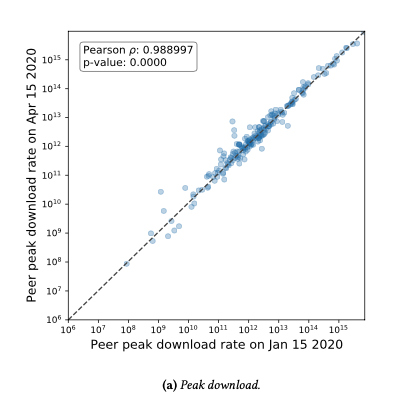 Pearson ρ: 0.988997
p-value: 0.0000
Peer peak download rate on Apr 15 2020
10¹⁵
10¹⁴
10¹³
10¹²
10¹¹
10¹⁰
10⁹
10⁸
10⁷
10⁶
10⁶ 10⁷ 10⁸ 10⁹ 10¹⁰ 10¹¹ 10¹² 10¹³ 10¹⁴ 10¹⁵
Peer peak download rate on Jan 15 2020
(a) Peak download.